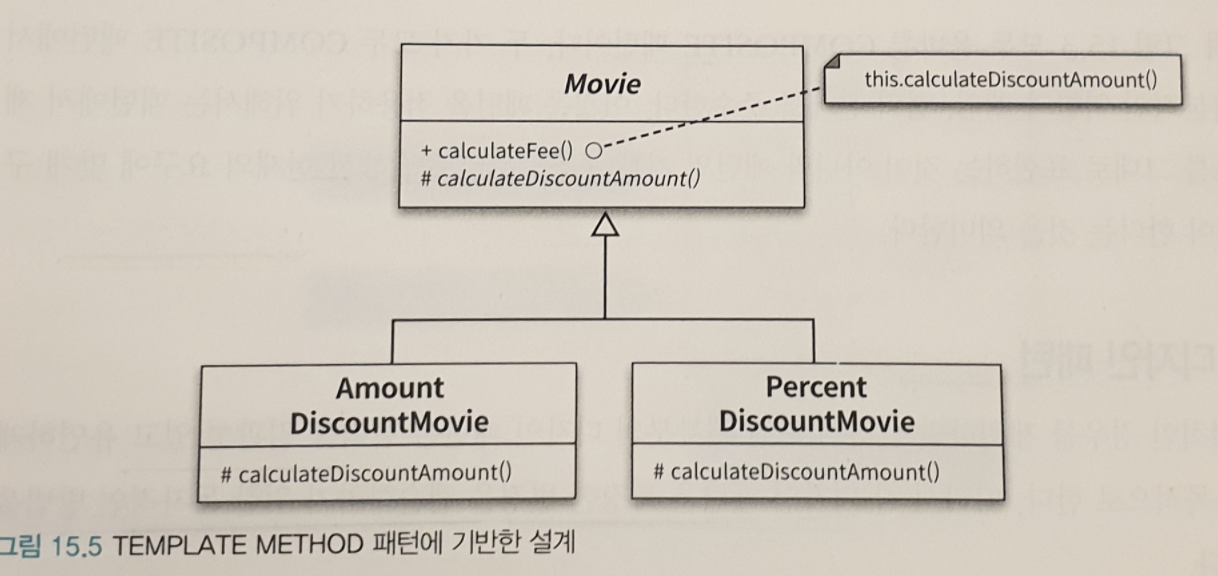 Movie
this.calculateDiscountAmount()
+ calculateFee()
# calculateDiscountAmount()
Amount
DiscountMovie
# calculateDiscountAmount()
Percent
DiscountMovie
# calculateDiscountAmount()
그림 15.5 TEMPLATE METHOD 패턴에 기반한 설계